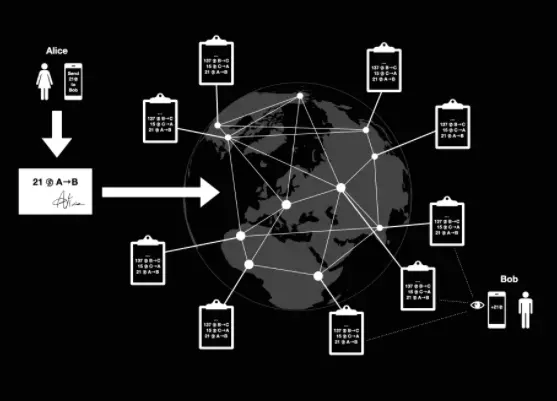 Alice
Send
21 ₿
to
Bob
...
137 ₿ B→C
15 ₿ C→A
21 ₿ A→B
...
137 ₿ B→C
15 ₿ C→A
21 ₿ A→B
...
137 ₿ B→C
15 ₿ C→A
21 ₿ A→B
...
137 ₿ B→C
15 ₿ C→A
21 ₿ A→B
21 ₿ A→B
...
137 ₿ B→C
15 ₿ C→A
21 ₿ A→B
...
137 ₿ B→C
15 ₿ C→A
21 ₿ A→B
...
137 ₿ B→C
15 ₿ C→A
21 ₿ A→B
Bob
+21 ₿
...
137 ₿ B→C
15 ₿ C→A
21 ₿ A→B
...
137 ₿ B→C
15 ₿ C→A
21 ₿ A→B